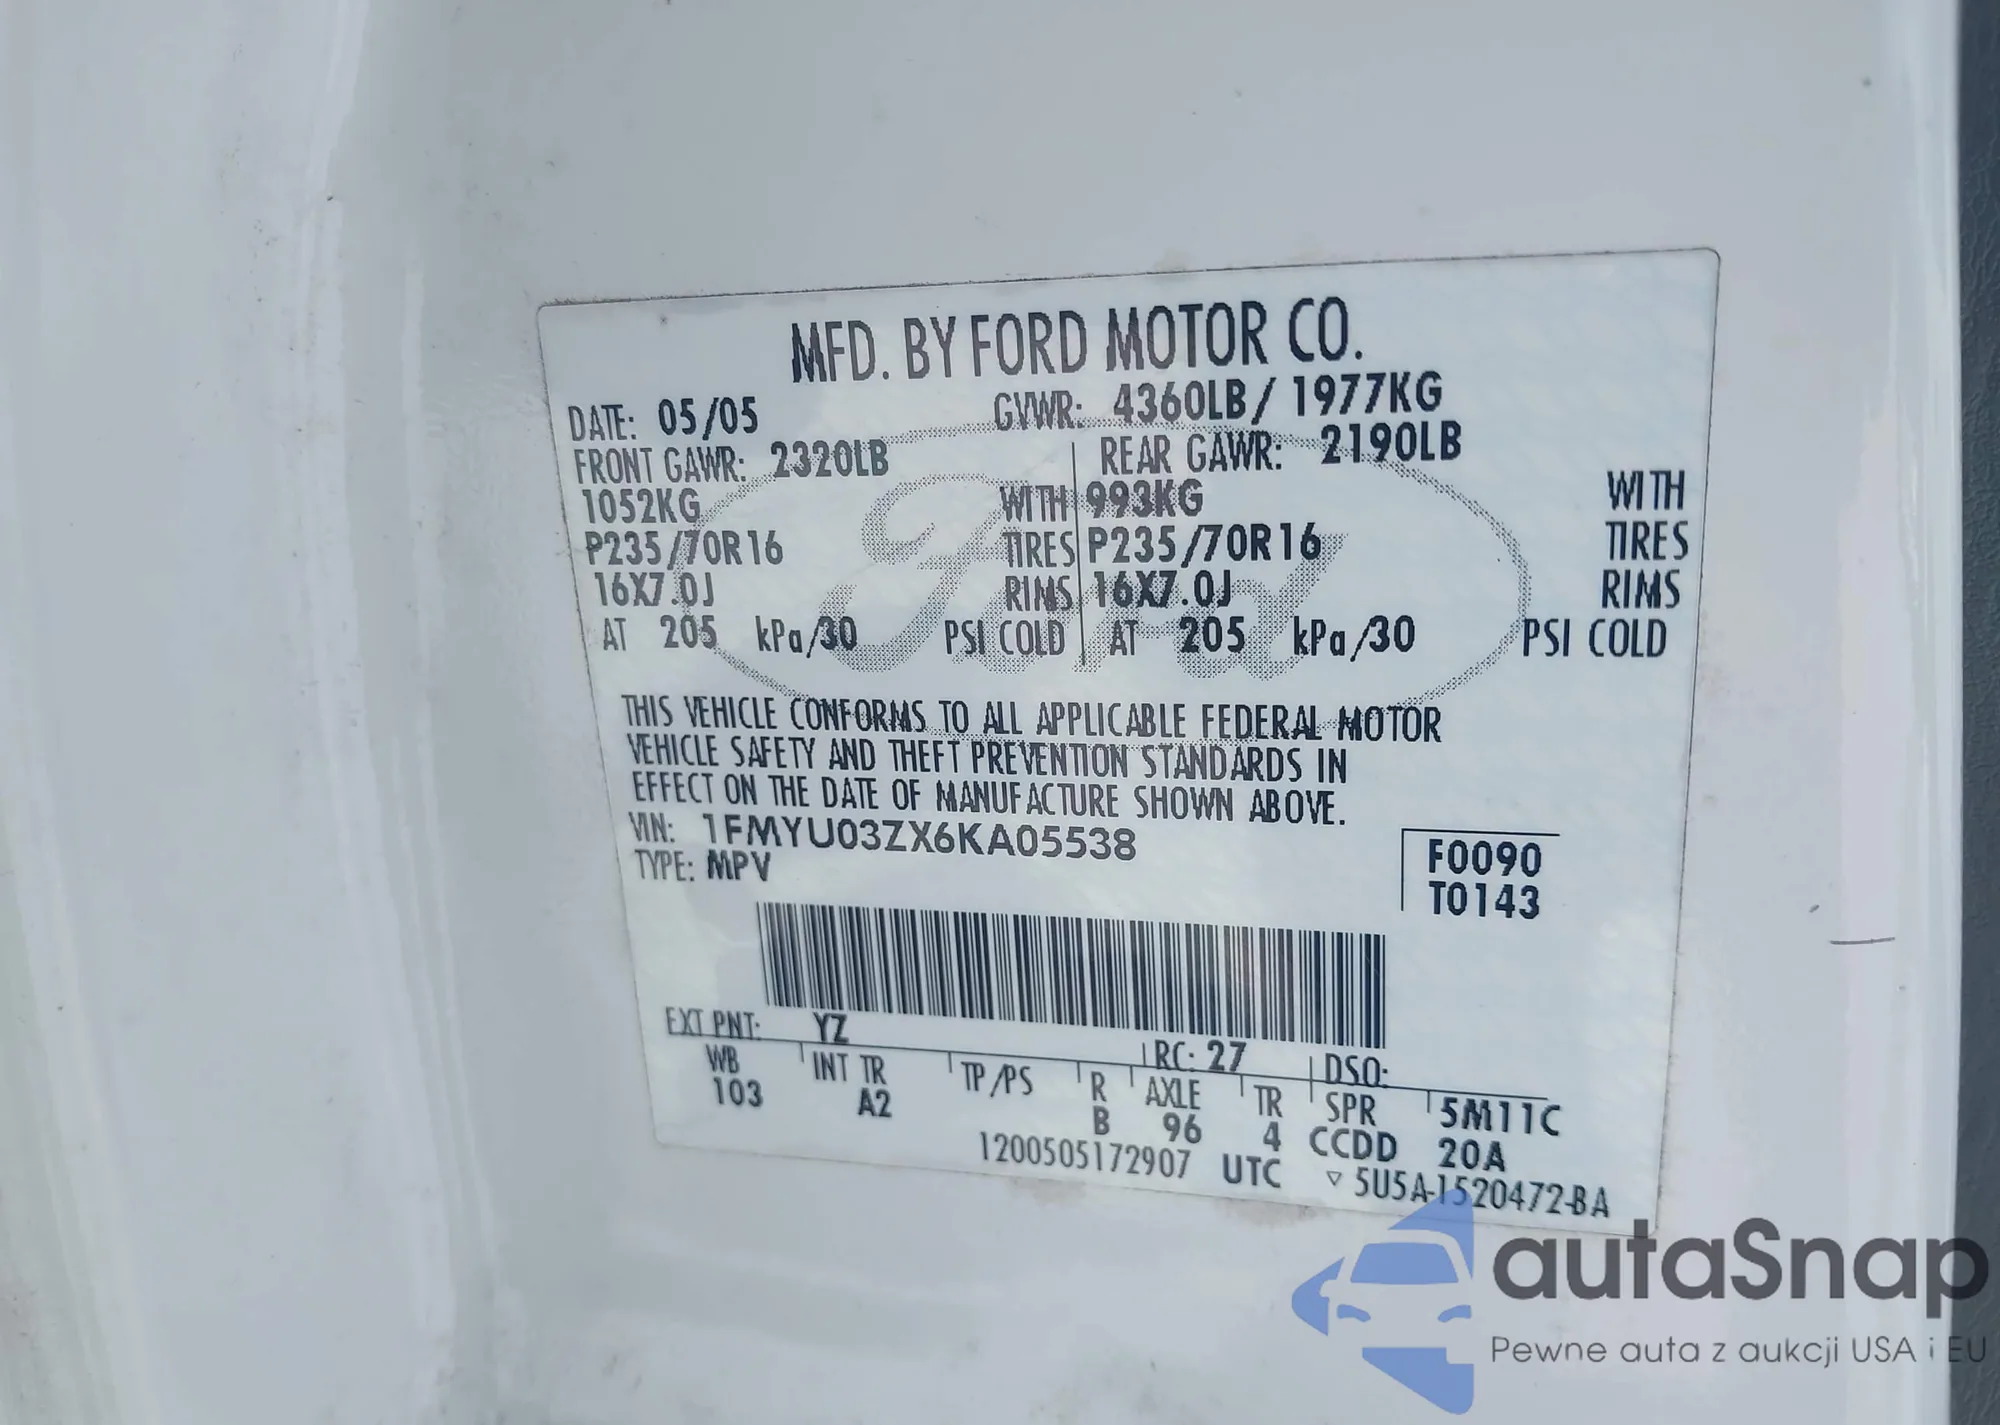 MFD. BY FORD MOTOR CO.
DATE: 05/05 GVWR: 4360LB/ 1977KG
FRONT GAWR: 2320LB REAR GAWR: 2190LB
1052KG WITH 993KG WITH
P235/70R16 TIRES P235/70R16 TIRES
16X7.0J RIMS 16X7.0J RIMS
AT 205 kPa/30 PSI COLD AT 205 kPa/30 PSI COLD
Ford
THIS VEHICLE CONFORMS TO ALL APPLICABLE FEDERAL MOTOR
VEHICLE SAFETY AND THEFT PREVENTION STANDARDS IN
EFFECT ON THE DATE OF MANUFACTURE SHOWN ABOVE.
VIN: 1FMYU03ZX6KA05538
TYPE: MPV
F0090
T0143
EXT PNT: YZ RC: 27 DSO:
WB INT TR TP/PS R AXLE TR SPR 5M11C
103 A2 B 96 4 CCDD 20A
1200505172907 UTC ▽ 5U5A-1520472-BA
autaSnap
Pewne auta z aukcji USA i EU